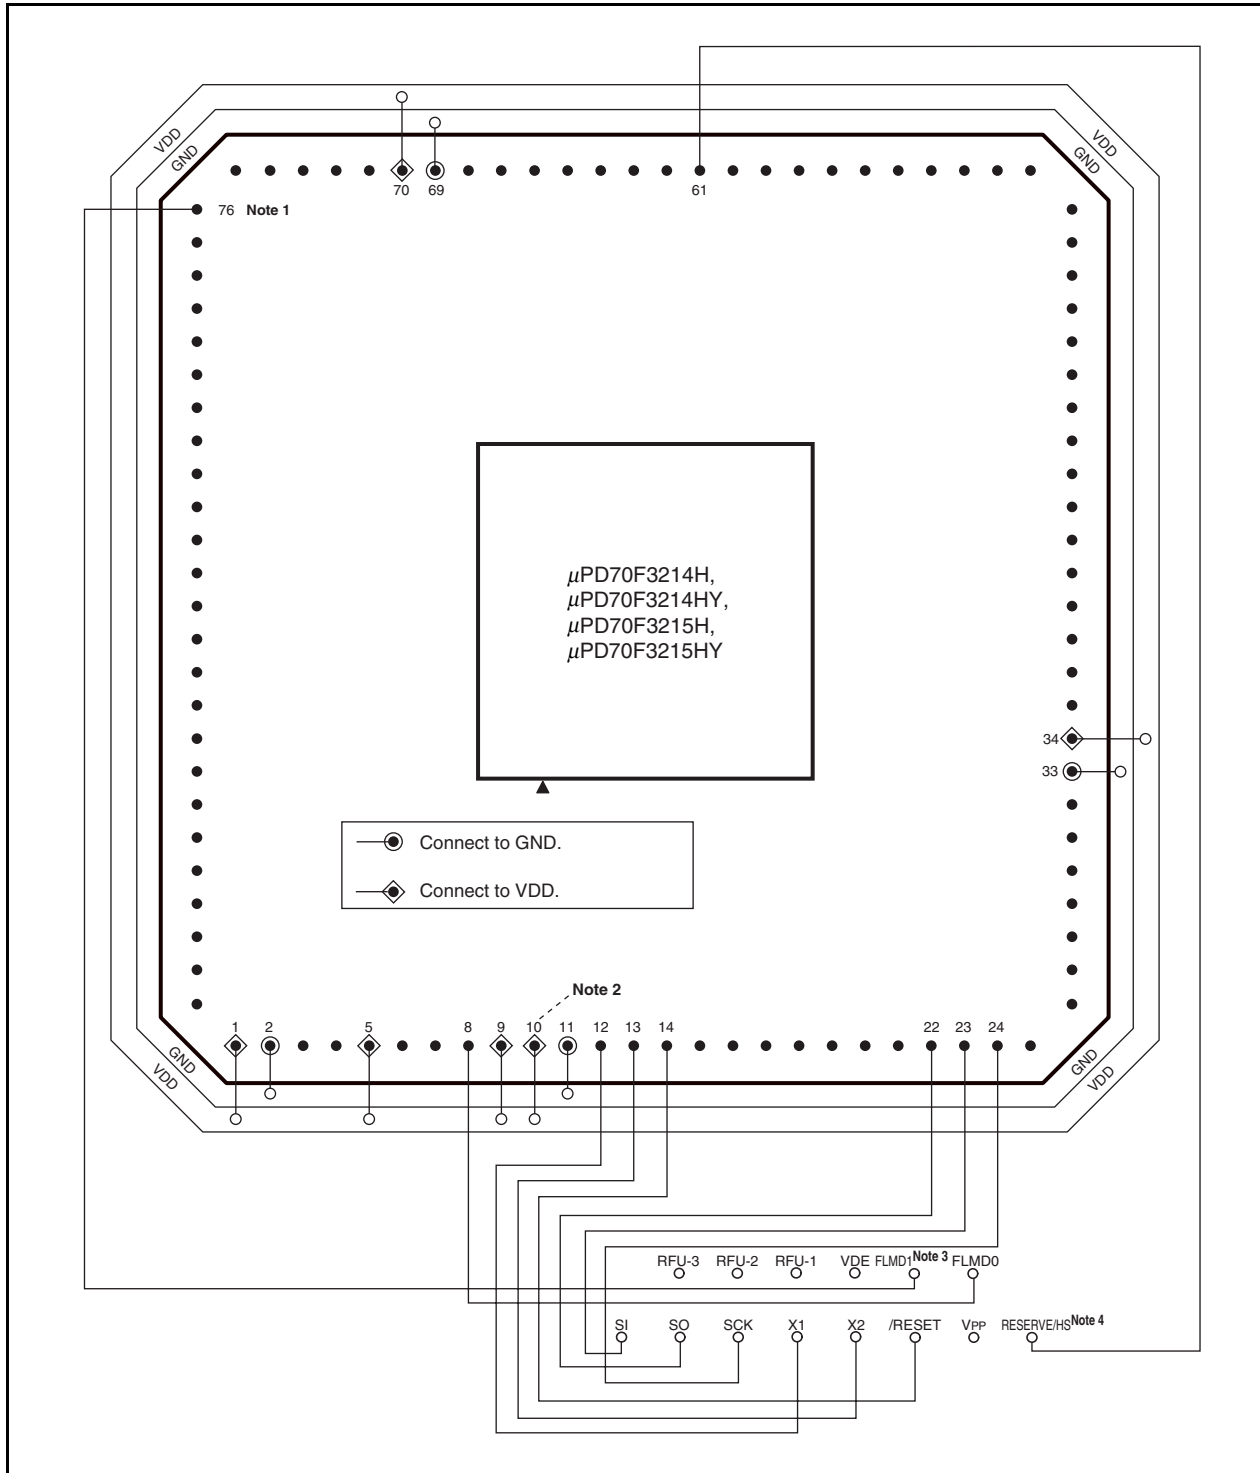 VDD
GND
VDD
GND
70
69
61
76 Note 1
μPD70F3214H,
μPD70F3214HY,
μPD70F3215H,
μPD70F3215HY
34
33
Connect to GND.
Connect to VDD.
Note 2
1
2
5
8
9
10
11
12
13
14
22
23
24
GND
VDD
GND
VDD
RFU-3 RFU-2 RFU-1 VDE FLMD1 Note 3 FLMD0
SI SO SCK X1 X2 /RESET VPP RESERVE/HS Note 4